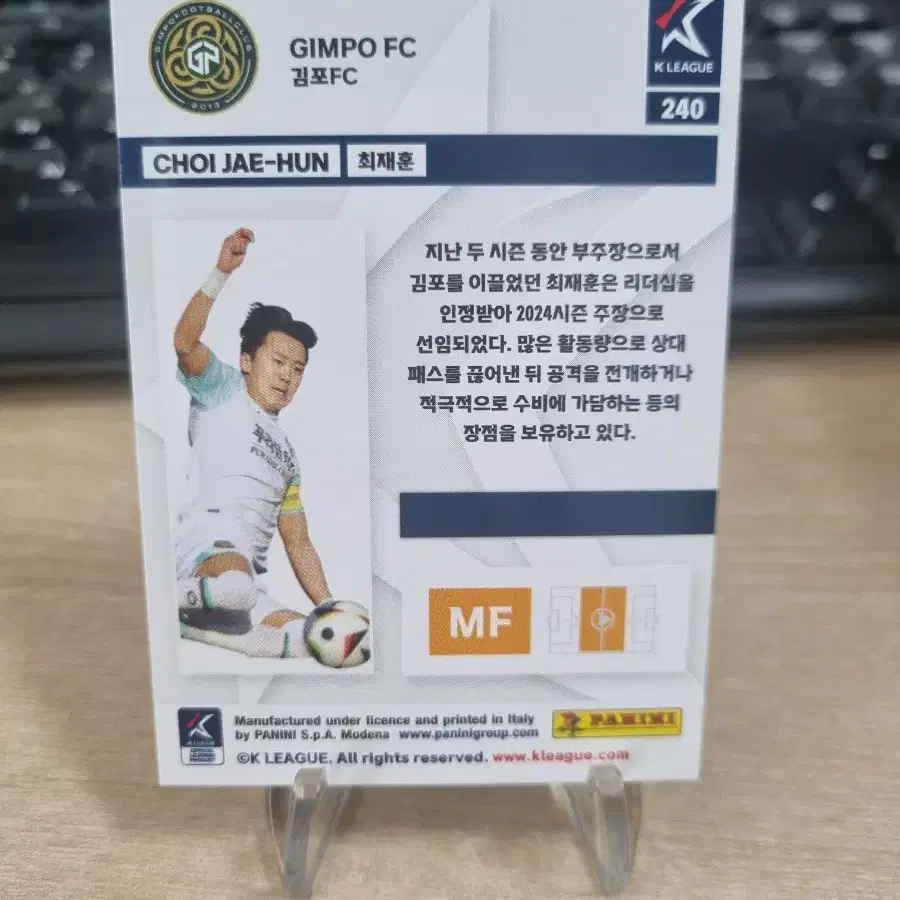 GIMPOFOOTBALLCLUB
2013
GIMPO FC
김포FC
K LEAGUE
240
CHOI JAE-HUN 최재훈
지난 두 시즌 동안 부주장으로서
김포를 이끌었던 최재훈은 리더십을
인정받아 2024시즌 주장으로
선임되었다. 많은 활동량으로 상대
패스를 끊어낸 뒤 공격을 전개하거나
적극적으로 수비에 가담하는 등의
장점을 보유하고 있다.
MF
K LEAGUE
OFFICIAL
LICENSED
PRODUCT
Manufactured under licence and printed in Italy
by PANINI S.p.A. Modena www.paninigroup.com
PANINI
©K LEAGUE. All rights reserved. www.kleague.com